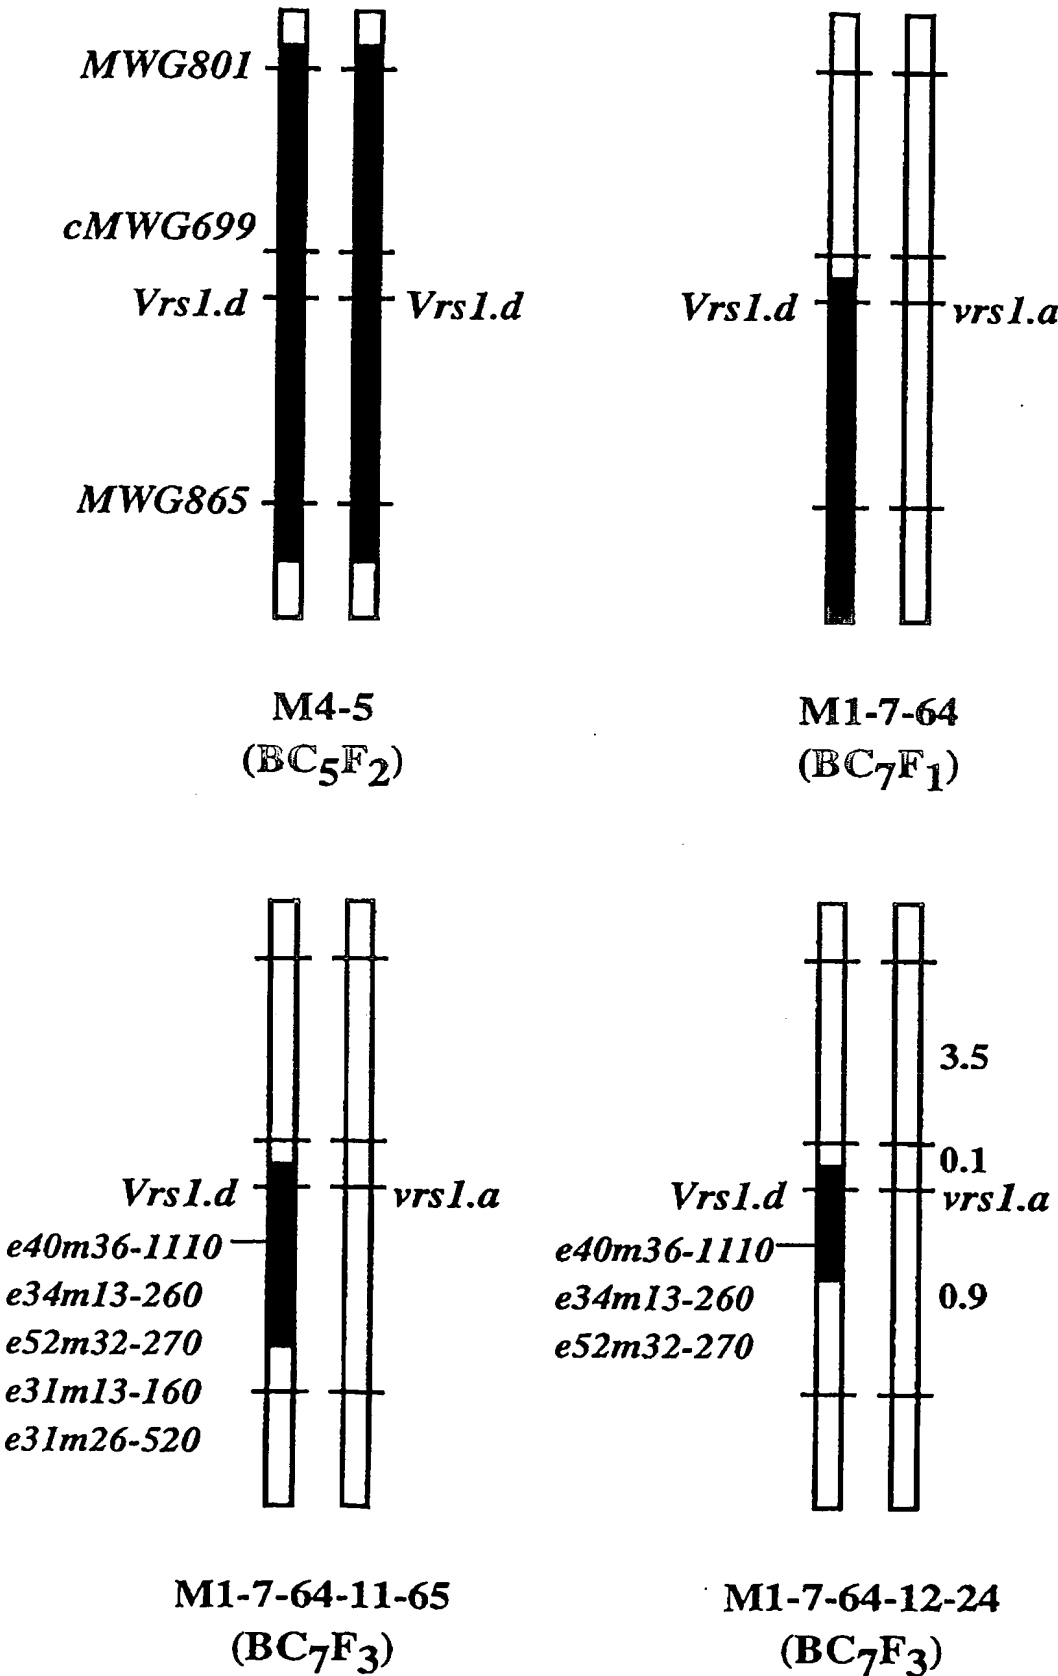 MWG801
cMWG699
Vrs1.d
Vrs1.d
MWG865
M4-5
(BC5F2)
Vrs1.d
vrs1.a
M1-7-64
(BC7F1)
Vrs1.d
vrs1.a
e40m36-1110
e34m13-260
e52m32-270
e31m13-160
e31m26-520
M1-7-64-11-65
(BC7F3)
3.5
0.1
Vrs1.d
vrs1.a
e40m36-1110
e34m13-260
0.9
e52m32-270
M1-7-64-12-24
(BC7F3)